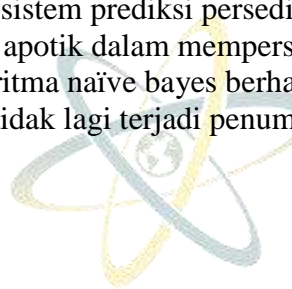 sistem prediksi persedi
apotik dalam mempers
ritma naïve bayes berha
idak lagi terjadi penum